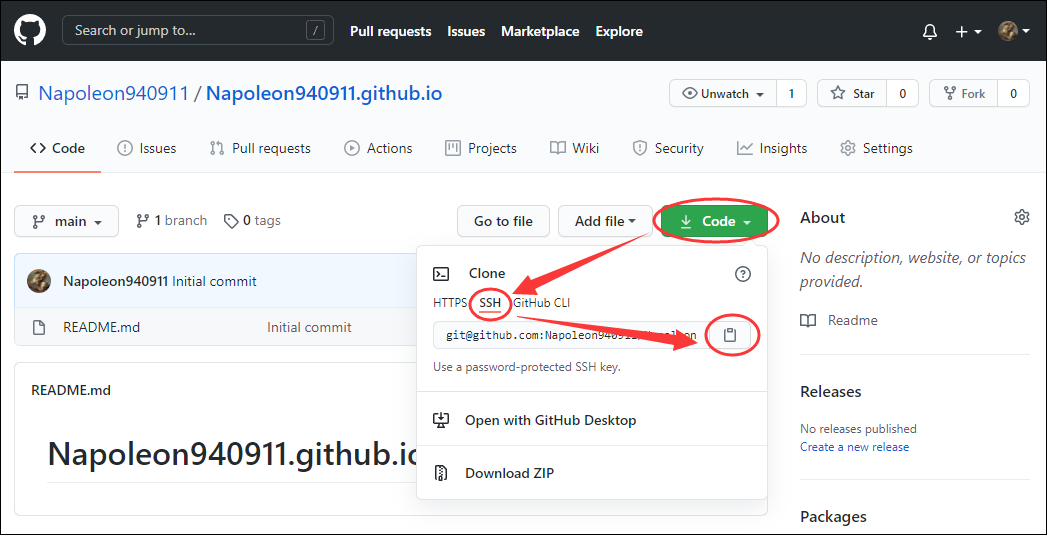 Search or jump to... /
Pull requests Issues Marketplace Explore
Napoleon940911 / Napoleon940911.github.io
Unwatch 1 Star 0 Fork 0
Code Issues Pull requests Actions Projects Wiki Security Insights Settings
main 1 branch 0 tags
Go to file Add file Code
Napoleon940911 Initial commit
README.md Initial commit
README.md
Napoleon940911.github.io
Clone
HTTPS SSH GitHub CLI
git@github.com:Napoleon940911/
Use a password-protected SSH key.
Open with GitHub Desktop
Download ZIP
About
No description, website, or topics
provided.
Readme
Releases
No releases published
Create a new release
Packages